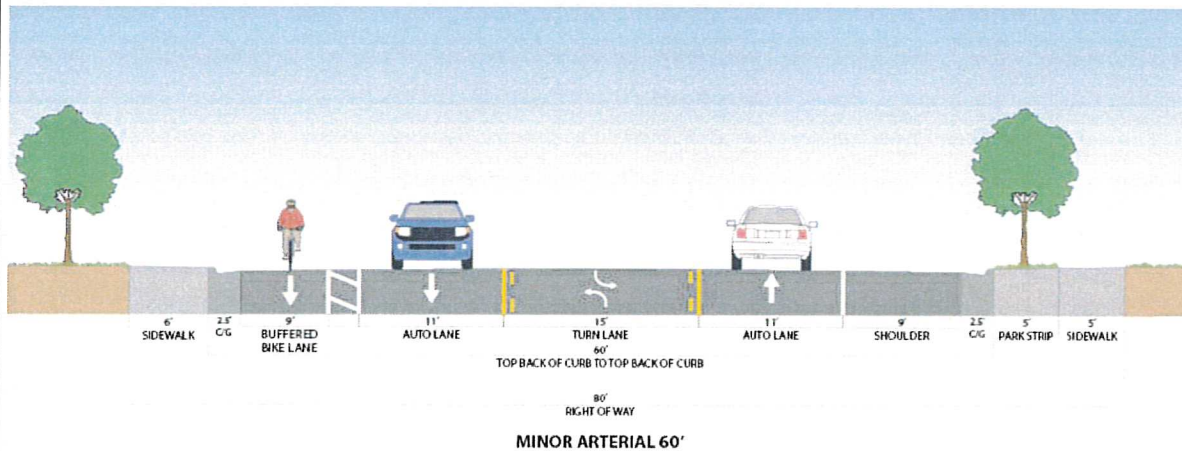 6' 2.5' 9' 11' 15' 11' 9' 2.5' 5' 5'
SIDEWALK C/G BUFFERED AUTO LANE TURN LANE AUTO LANE SHOULDER C/G PARK STRIP SIDEWALK
BIKE LANE
60'
TOP BACK OF CURB TO TOP BACK OF CURB
80'
RIGHT OF WAY
MINOR ARTERIAL 60'